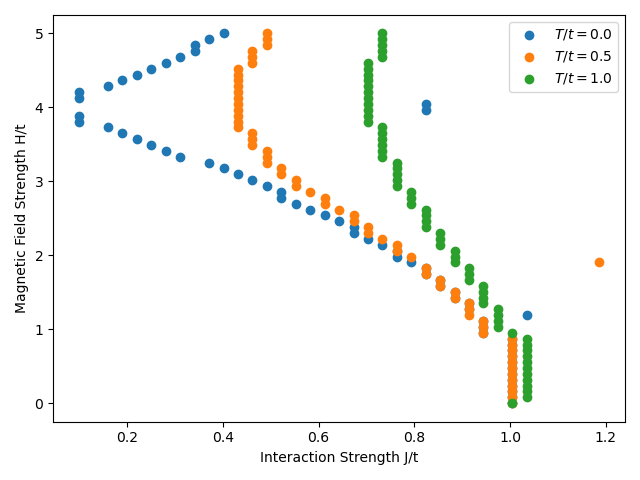 T/t = 0.0
T/t = 0.5
T/t = 1.0
Magnetic Field Strength H/t
5
4
3
2
1
0
0.2 0.4 0.6 0.8 1.0 1.2
Interaction Strength J/t